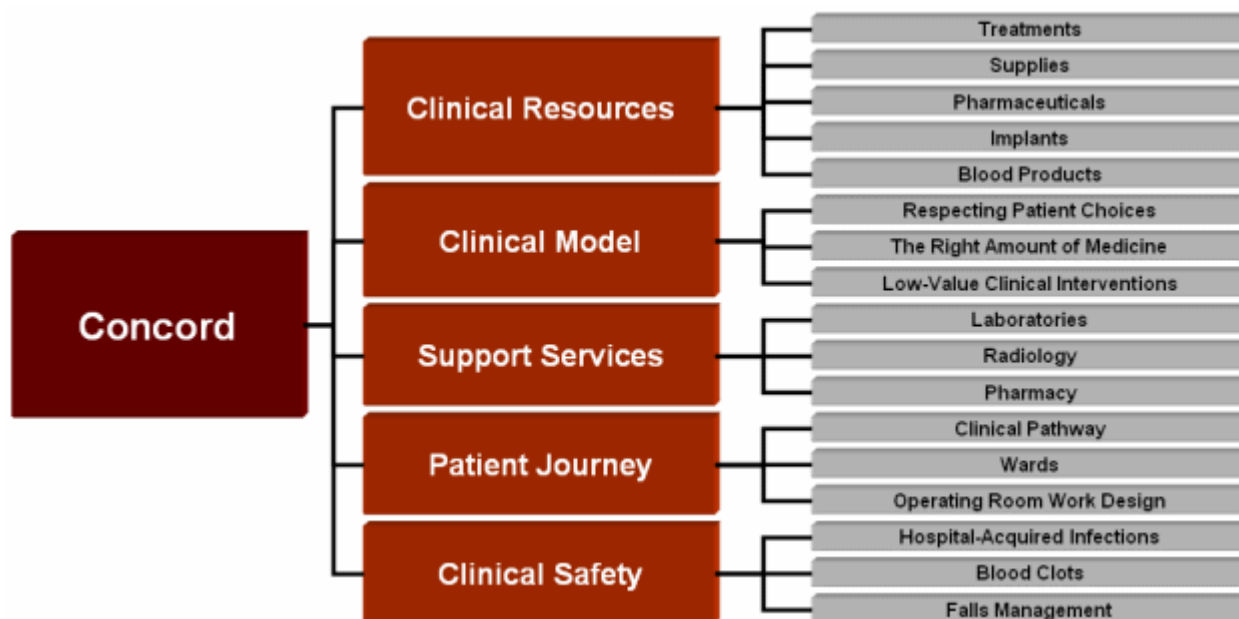 Concord
Clinical Resources
Treatments
Supplies
Pharmaceuticals
Implants
Blood Products
Clinical Model
Respecting Patient Choices
The Right Amount of Medicine
Low-Value Clinical Interventions
Support Services
Laboratories
Radiology
Pharmacy
Patient Journey
Clinical Pathway
Wards
Operating Room Work Design
Clinical Safety
Hospital-Acquired Infections
Blood Clots
Falls Management